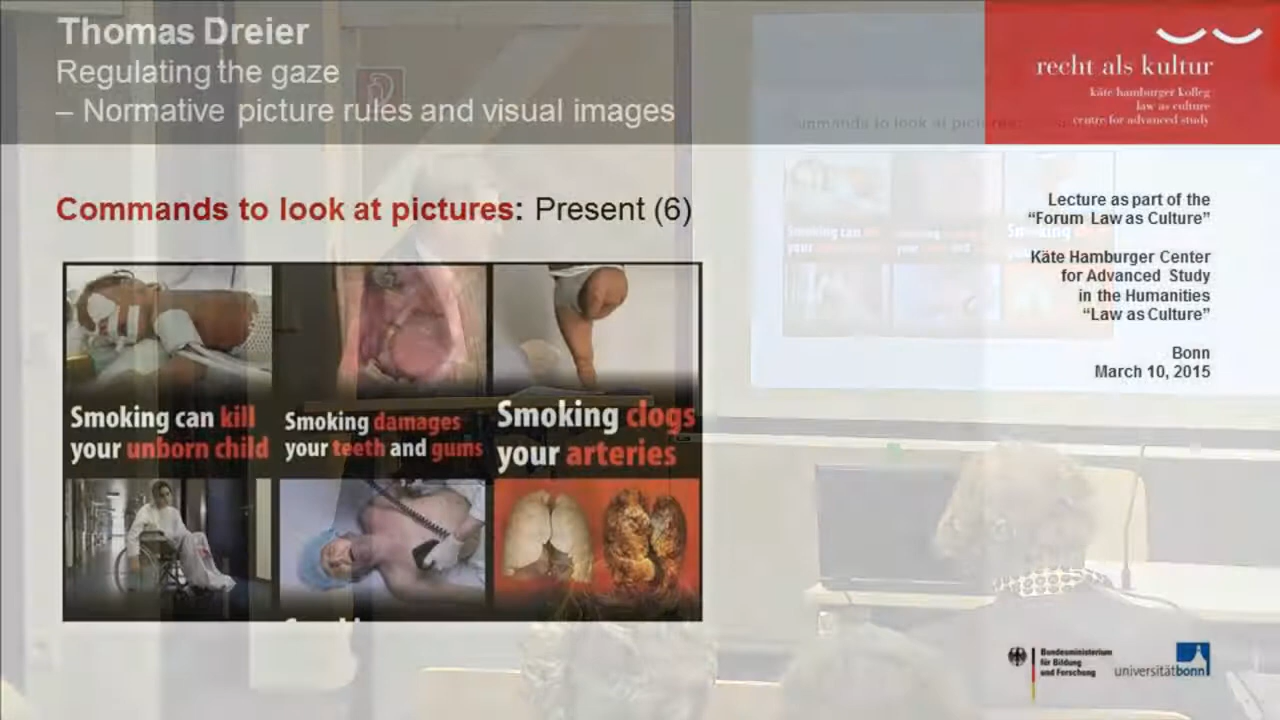 Thomas Dreier
Regulating the gaze
– Normative picture rules and visual images
recht als kultur
käte hamburger kolleg
law as culture
centre for advanced study
Commands to look at pictures: Present (6)
Lecture as part of the
“Forum Law as Culture”
Käte Hamburger Center
for Advanced Study
in the Humanities
“Law as Culture”
Bonn
March 10, 2015
Smoking can kill
your unborn child
Smoking damages
your teeth and gums
Smoking clogs
your arteries
Bundesministerium
für Bildung
und Forschung
universitätbonn